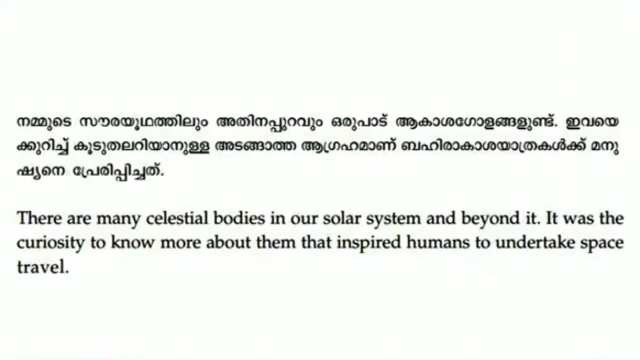 നമ്മുടെ സൗരയൂഥത്തിലും അതിനപ്പുറവും ഒരുപാട് ആകാശഗോളങ്ങളുണ്ട്. ഇവയെ
ക്കുറിച്ച് കൂടുതലറിയാനുള്ള അടങ്ങാത്ത ആഗ്രഹമാണ് ബഹിരാകാശയാത്രകൾക്ക് മനു
ഷ്യനെ പ്രേരിപ്പിച്ചത്.
There are many celestial bodies in our solar system and beyond it. It was the
curiosity to know more about them that inspired humans to undertake space
travel.